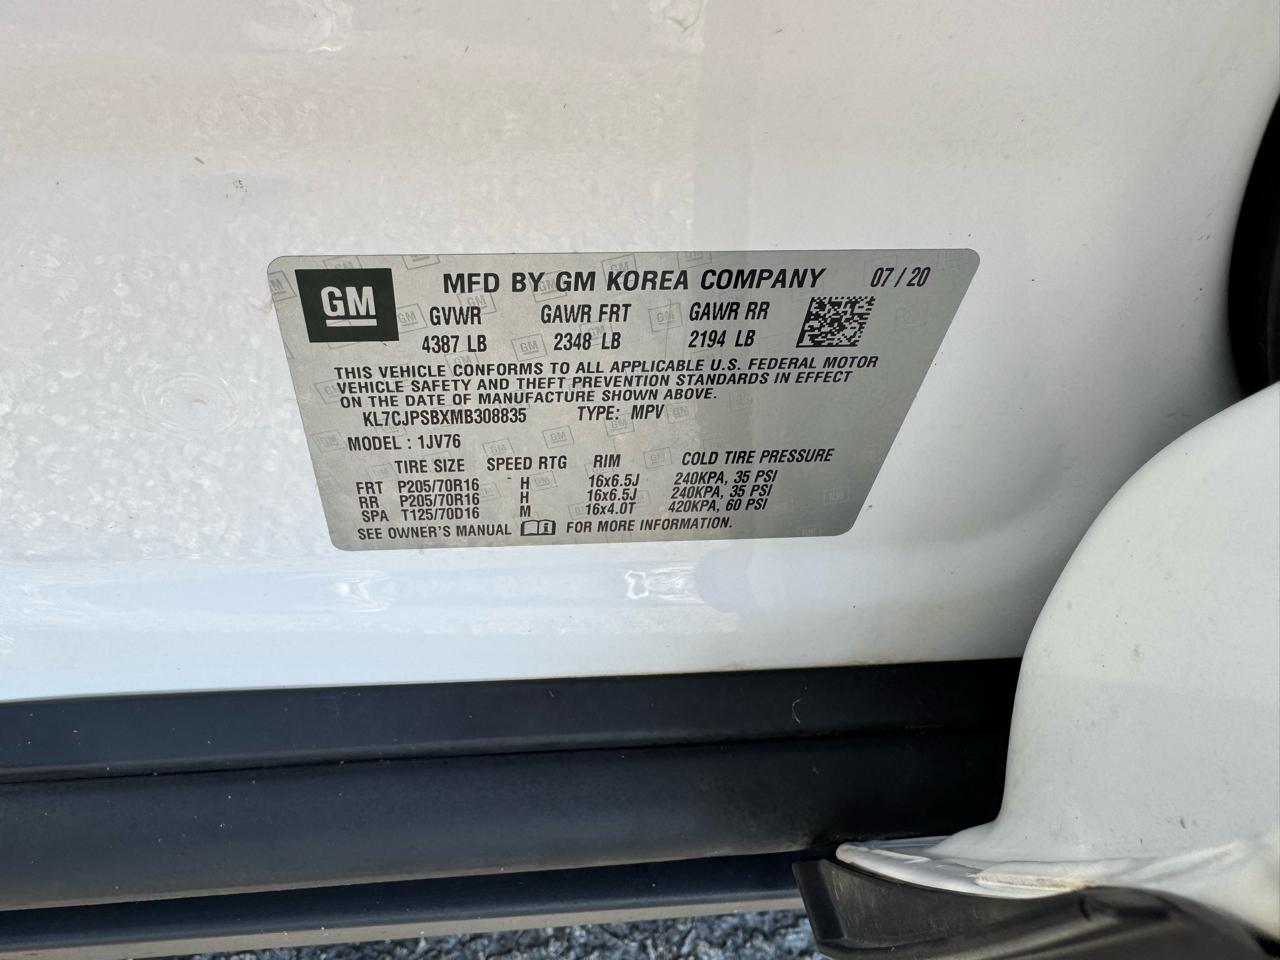 GM
MFD BY GM KOREA COMPANY 07 / 20
GVWR GAWR FRT GAWR RR
4387 LB 2348 LB 2194 LB
THIS VEHICLE CONFORMS TO ALL APPLICABLE U.S. FEDERAL MOTOR
VEHICLE SAFETY AND THEFT PREVENTION STANDARDS IN EFFECT
ON THE DATE OF MANUFACTURE SHOWN ABOVE.
KL7CJPSBXMB308835 TYPE: MPV
MODEL : 1JV76
TIRE SIZE SPEED RTG RIM COLD TIRE PRESSURE
FRT P205/70R16 H 16x6.5J 240KPA, 35 PSI
RR P205/70R16 H 16x6.5J 240KPA, 35 PSI
SPA T125/70D16 M 16x4.0T 420KPA, 60 PSI
SEE OWNER'S MANUAL FOR MORE INFORMATION.